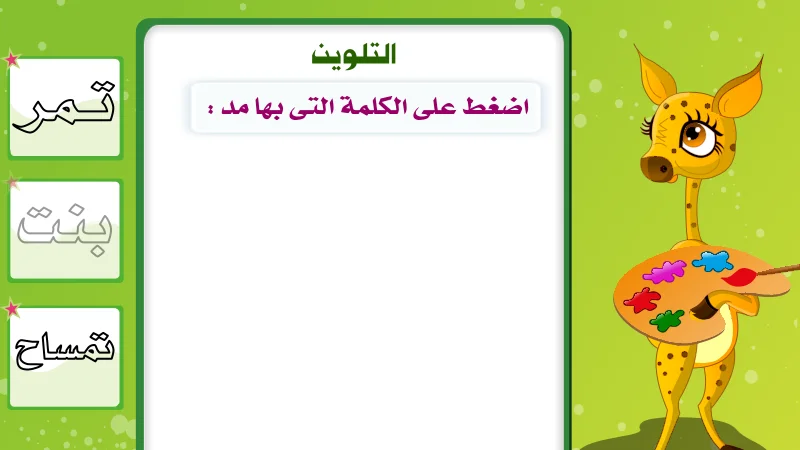 التلوين
اضغط على الكلمة التى بها مد :
تمر
بنت
تمساح